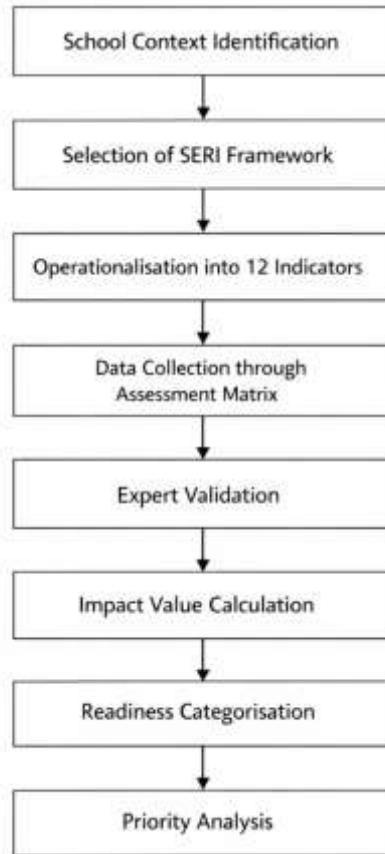 School Context Identification
Selection of SERI Framework
Operationalisation into 12 Indicators
Data Collection through
Assessment Matrix
Expert Validation
Impact Value Calculation
Readiness Categorisation
Priority Analysis